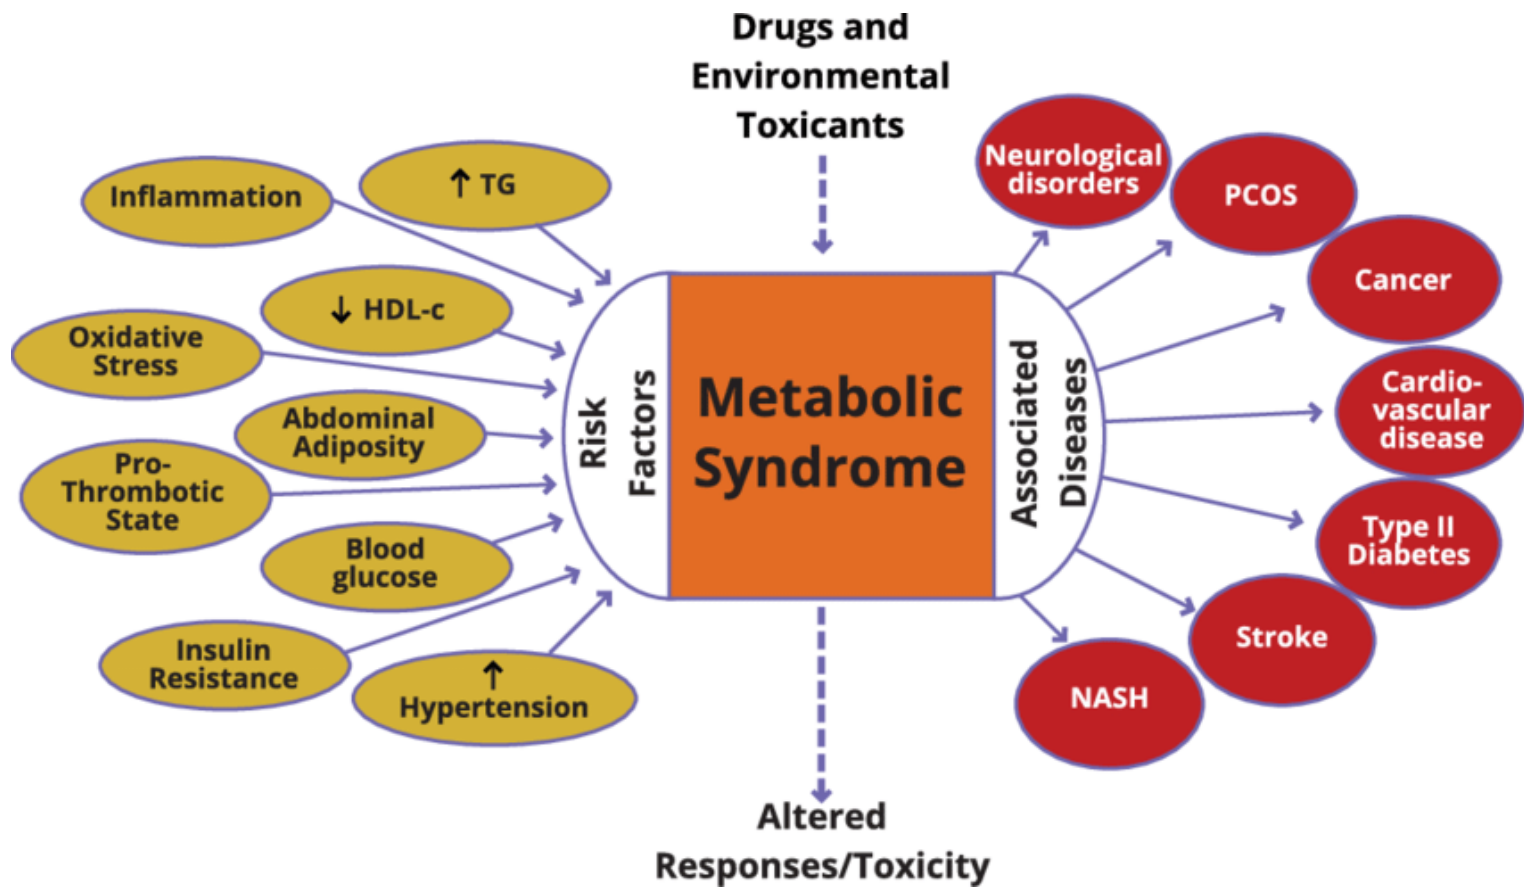 Drugs and
Environmental
Toxicants
Inflammation
↑ TG
↓ HDL-c
Oxidative
Stress
Abdominal
Adiposity
Pro-
Thrombotic
State
Blood
glucose
Insulin
Resistance
↑
Hypertension
Risk
Factors
Metabolic
Syndrome
Associated
Diseases
Neurological
disorders
PCOS
Cancer
Cardio-
vascular
disease
Type II
Diabetes
Stroke
NASH
Altered
Responses/Toxicity